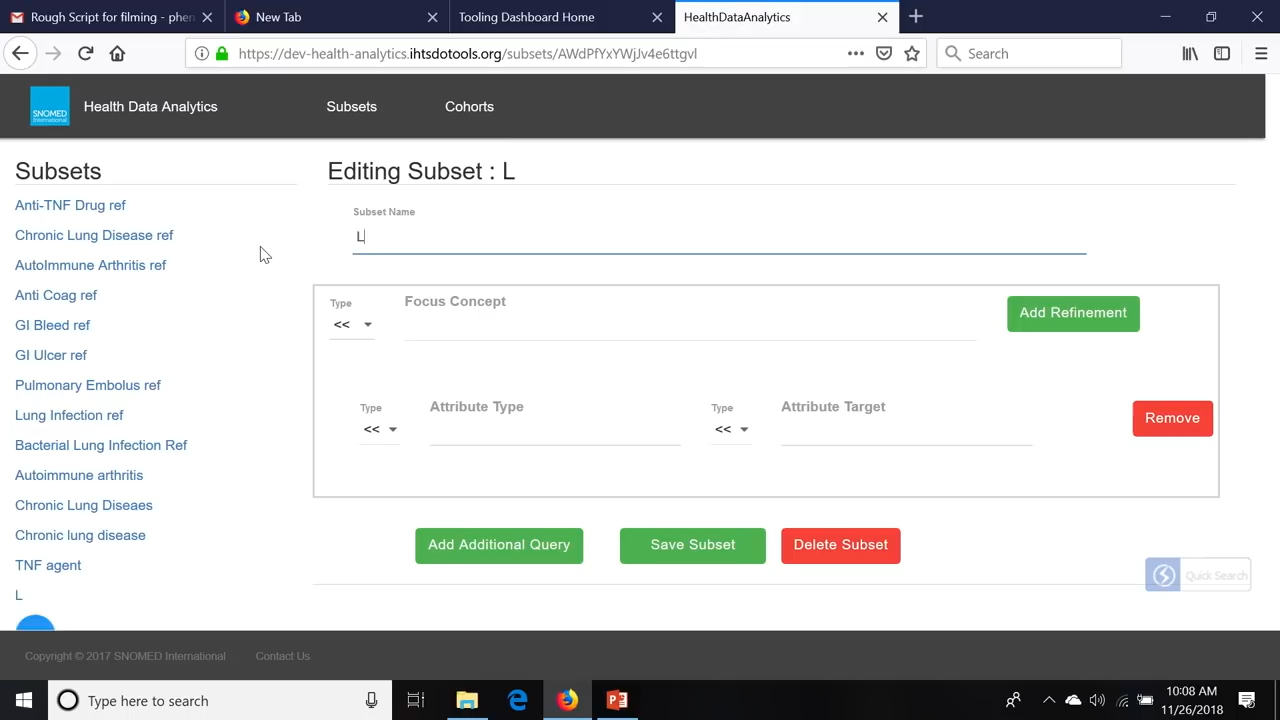 Rough Script for filming - phen
New Tab
Tooling Dashboard Home
HealthDataAnalytics
https://dev-health-analytics.ihtsdotools.org/subsets/AWdPfYxYWjJv4e6ttgvl
Search
SNOMED
International
Health Data Analytics
Subsets
Cohorts
Subsets
Anti-TNF Drug ref
Chronic Lung Disease ref
AutoImmune Arthritis ref
Anti Coag ref
GI Bleed ref
GI Ulcer ref
Pulmonary Embolus ref
Lung Infection ref
Bacterial Lung Infection Ref
Autoimmune arthritis
Chronic Lung Diseaes
Chronic lung disease
TNF agent
L
Editing Subset : L
Subset Name
L
Type
<<
Focus Concept
Add Refinement
Type
<<
Attribute Type
Type
<<
Attribute Target
Remove
Add Additional Query
Save Subset
Delete Subset
Quick Search
Copyright © 2017 SNOMED International
Contact Us
Type here to search
10:08 AM
11/26/2018